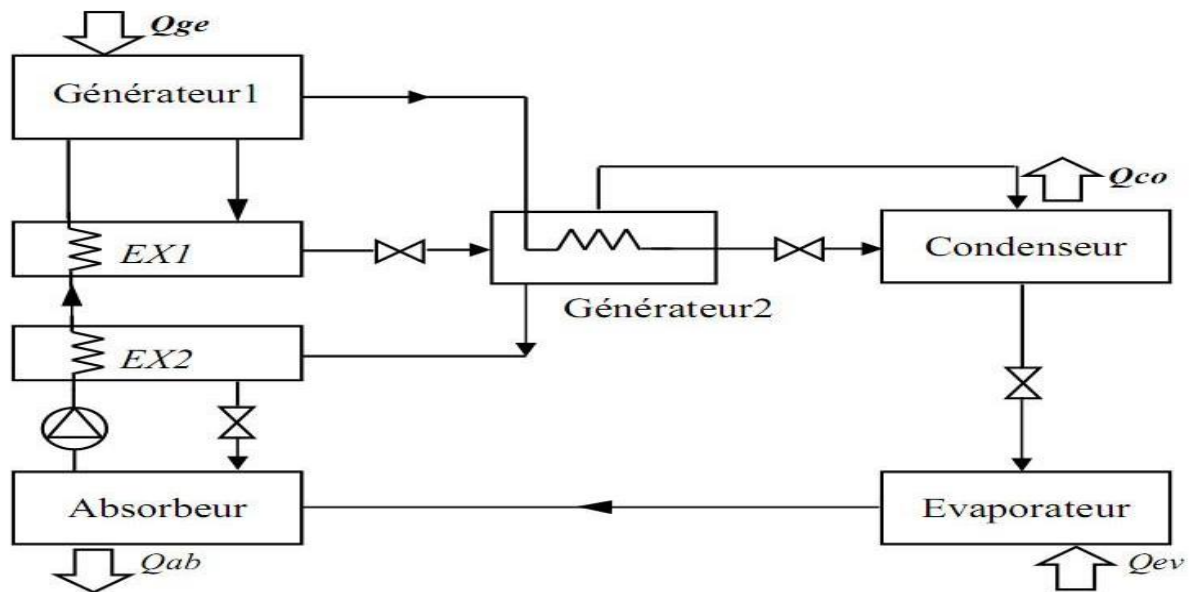 Qge
Générateur1
Qco
EX1
Condenseur
Générateur2
EX2
Absorbeur
Evaporateur
Qab
Qev